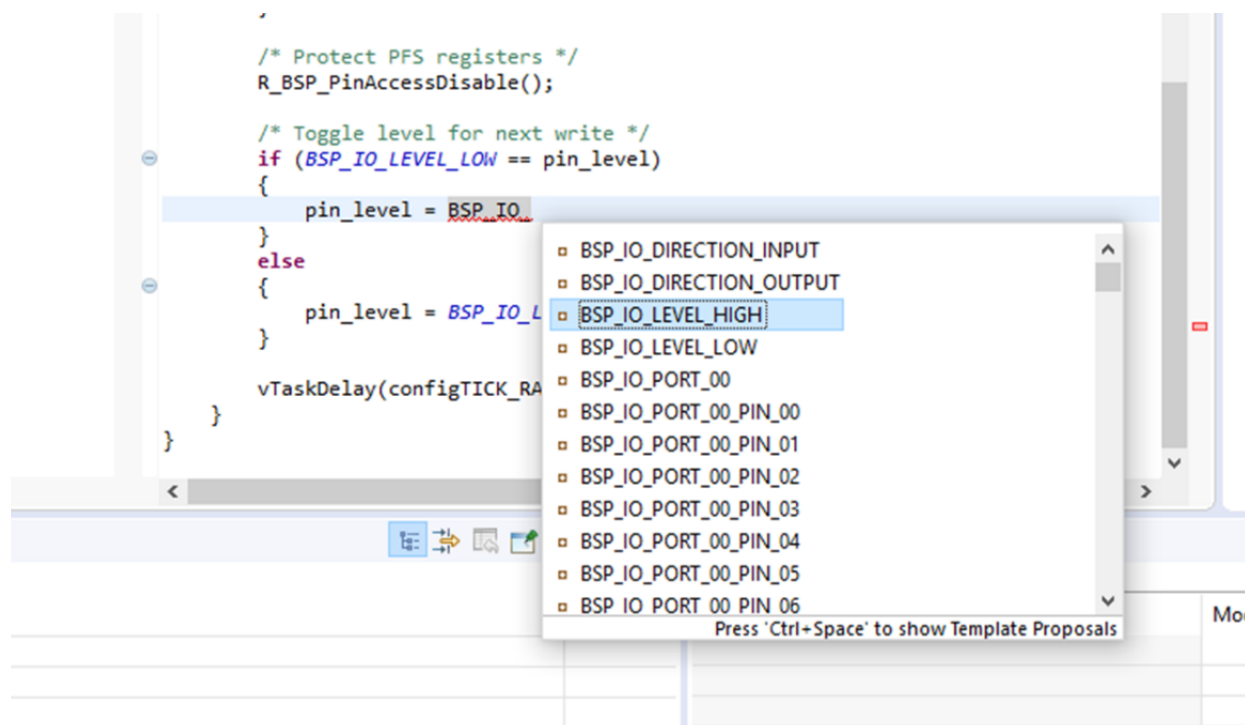 }
/* Protect PFS registers */
R_BSP_PinAccessDisable();
/* Toggle level for next write */
if (BSP_IO_LEVEL_LOW == pin_level)
{
pin_level = BSP_IO_
}
else
{
pin_level = BSP_IO_L
}
vTaskDelay(configTICK_RA
}
}
BSP_IO_DIRECTION_INPUT
BSP_IO_DIRECTION_OUTPUT
BSP_IO_LEVEL_HIGH
BSP_IO_LEVEL_LOW
BSP_IO_PORT_00
BSP_IO_PORT_00_PIN_00
BSP_IO_PORT_00_PIN_01
BSP_IO_PORT_00_PIN_02
BSP_IO_PORT_00_PIN_03
BSP_IO_PORT_00_PIN_04
BSP_IO_PORT_00_PIN_05
BSP_IO_PORT_00_PIN_06
Press 'Ctrl+Space' to show Template Proposals